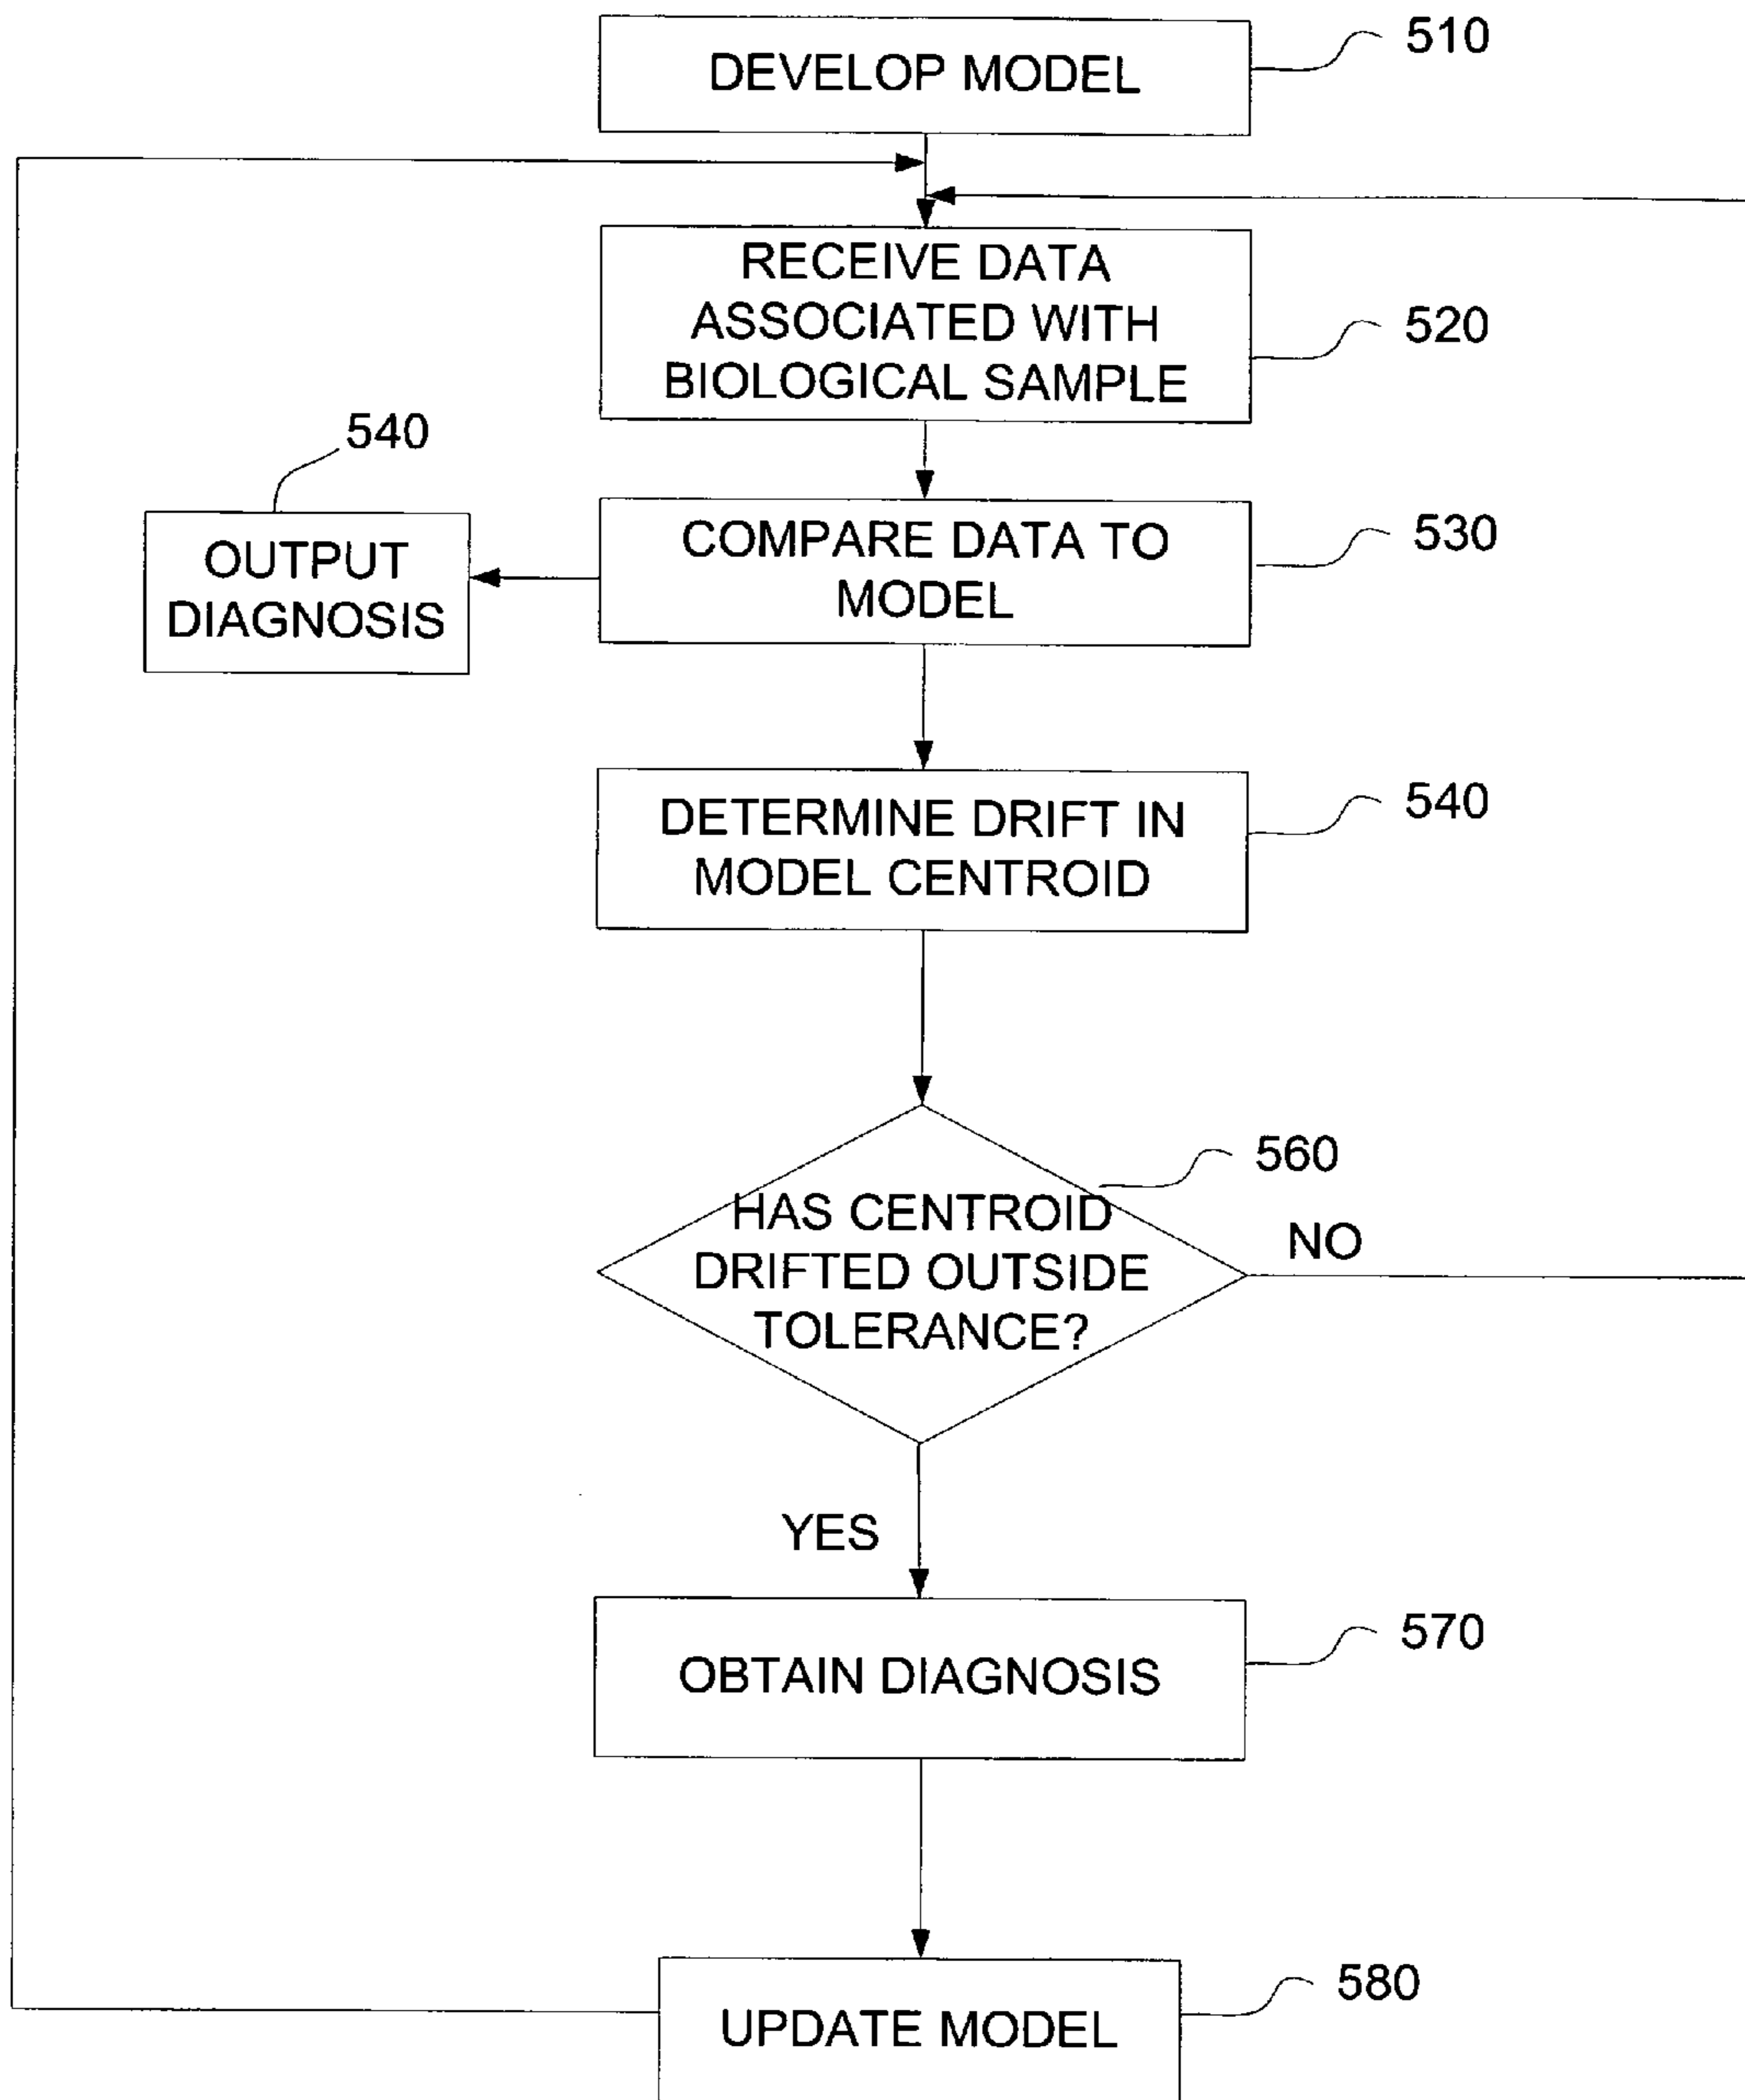 DEVELOP MODEL
510
RECEIVE DATA
ASSOCIATED WITH
BIOLOGICAL SAMPLE
520
540
OUTPUT
DIAGNOSIS
COMPARE DATA TO
MODEL
530
DETERMINE DRIFT IN
MODEL CENTROID
540
560
HAS CENTROID
DRIFTED OUTSIDE
TOLERANCE?
NO
YES
OBTAIN DIAGNOSIS
570
UPDATE MODEL
580